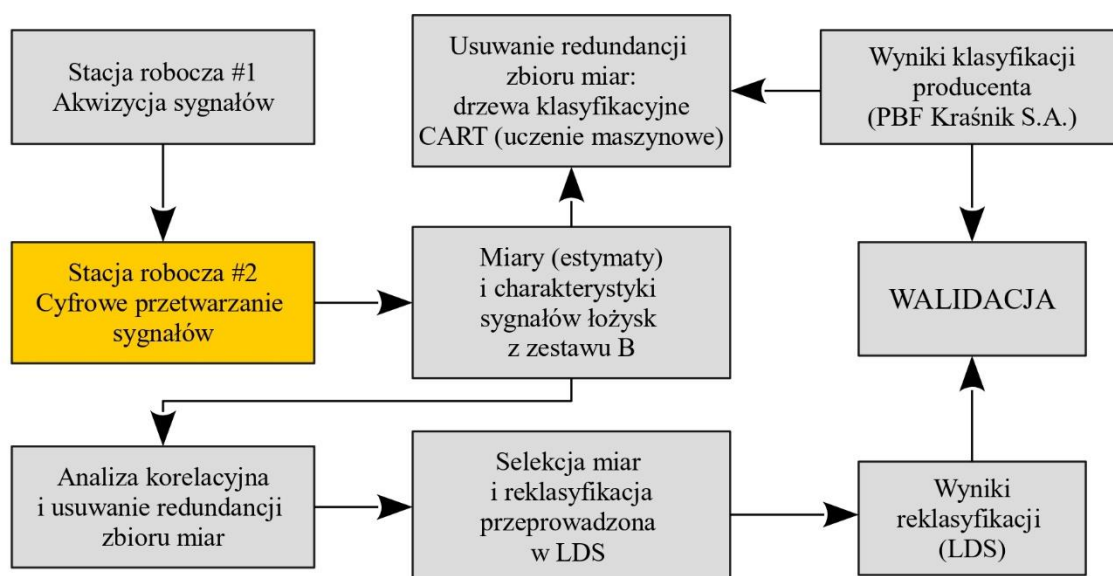 Stacja robocza #1
Akwizycja sygnałów
Usuwanie redundancji
zbioru miar:
drzewa klasyfikacyjne
CART (uczenie maszynowe)
Wyniki klasyfikacji
producenta
(PBF Kraśnik S.A.)
Stacja robocza #2
Cyfrowe przetwarzanie
sygnałów
Miary (estymaty)
i charakterystyki
sygnałów łożysk
z zestawu B
WALIDACJA
Analiza korelacyjna
i usuwanie redundancji
zbioru miar
Selekcja miar
i reklasyfikacja
przeprowadzona
w LDS
Wyniki
reklasyfikacji
(LDS)